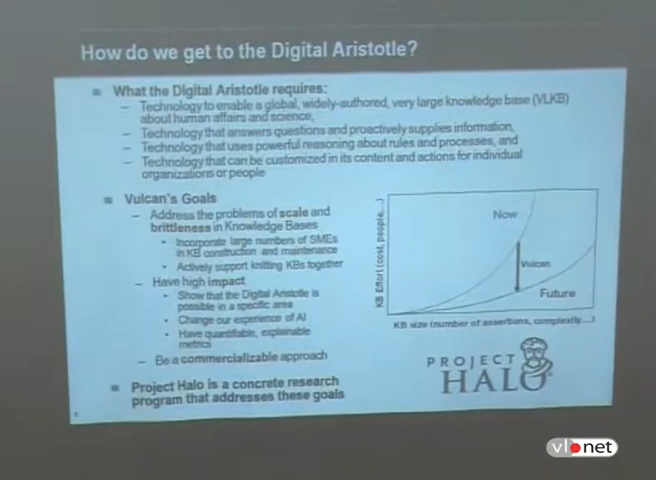 How do we get to the Digital Aristotle?
What the Digital Aristotle requires:
– Technology to enable a global, widely-authored, very large knowledge base (VLKB)
about human affairs and science,
– Technology that answers questions and proactively supplies information,
– Technology that uses powerful reasoning about rules and processes, and
– Technology that can be customized in its content and actions for individual
organizations or people
Vulcan's Goals
– Address the problems of scale and
brittleness in Knowledge Bases
• Incorporate large numbers of SMEs
in KB construction and maintenance
• Actively support knitting KBs together
– Have high impact
• Show that the Digital Aristotle is
possible in a specific area
• Change our experience of AI
• Have quantifiable, explainable
metrics
– Be a commercializable approach
Project Halo is a concrete research
program that addresses these goals
KB Effort (cost, people,...)
Now
Vulcan
Future
KB size (number of assertions, complexity...)
PROJECT
HALO
vl net